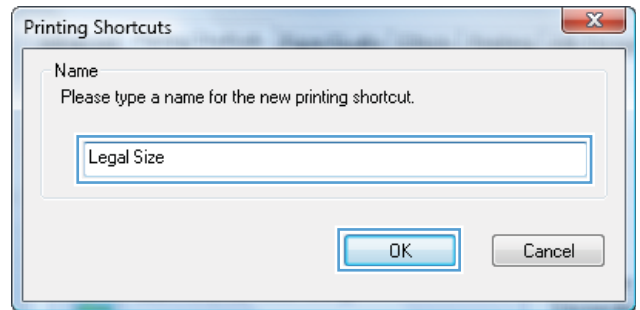 Printing Shortcuts
Name
Please type a name for the new printing shortcut.
Legal Size
OK
Cancel